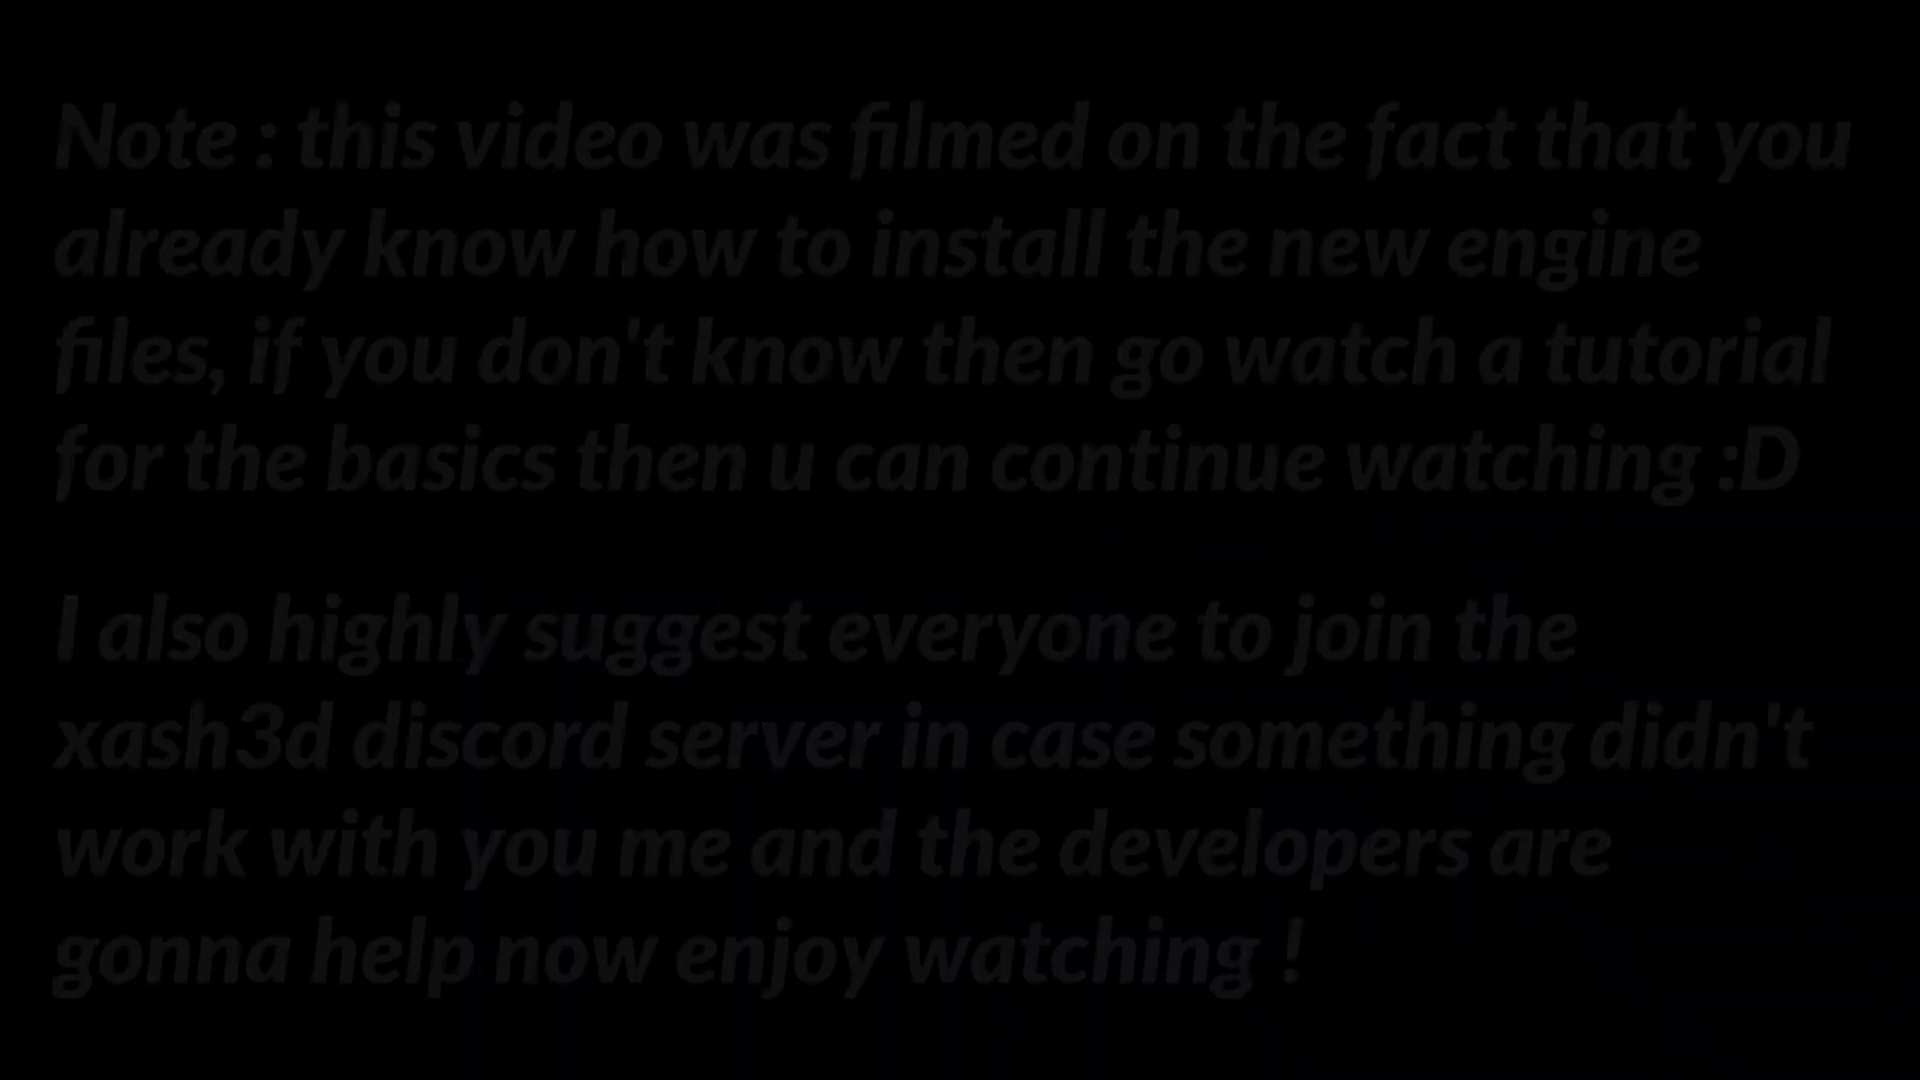 Note : this video was filmed on the fact that you
already know how to install the new engine
files, if you don't know then go watch a tutorial
for the basics then u can continue watching :D
I also highly suggest everyone to join the
xash3d discord server in case something didn't
work with you me and the developers are
gonna help now enjoy watching !